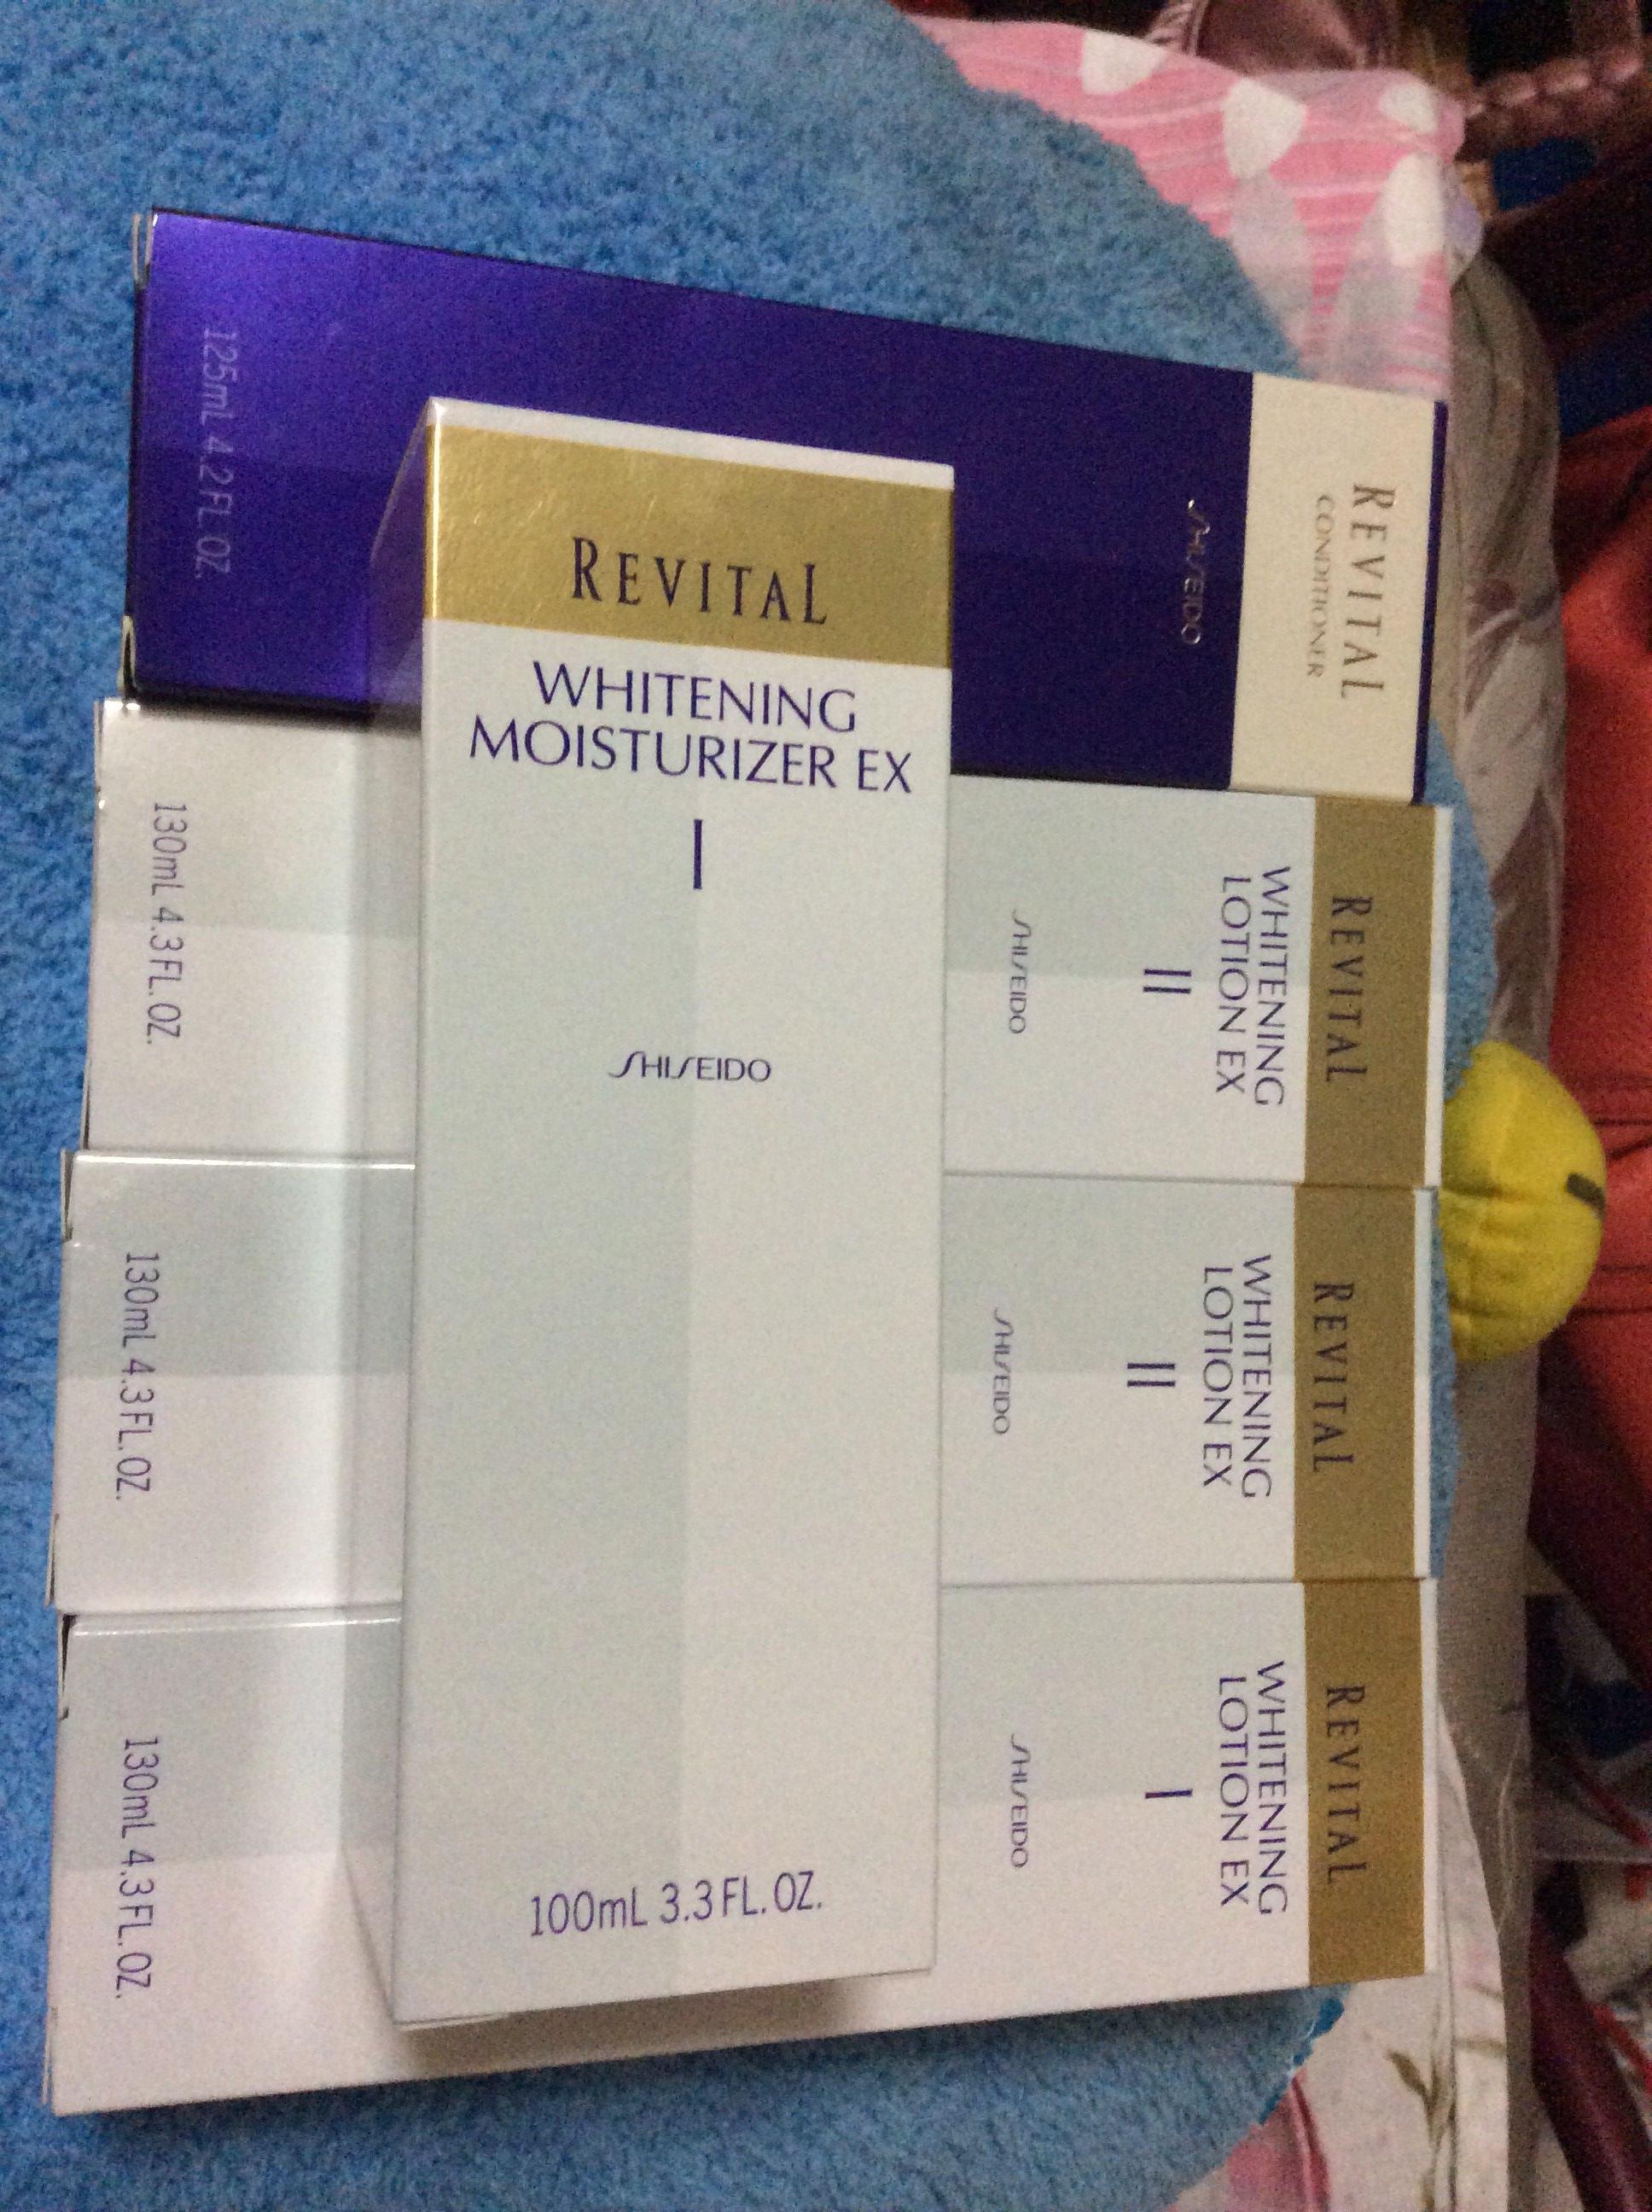 REVITAL
WHITENING
MOISTURIZER EX
I
SHISEIDO
100mL 3.3 FL. OZ.
REVITAL
CONDITIONER
SHISEIDO
125mL 4.2 FL. OZ.
REVITAL
WHITENING
LOTION EX
II
SHISEIDO
130mL 4.3 FL. OZ.
REVITAL
WHITENING
LOTION EX
II
SHISEIDO
130mL 4.3 FL. OZ.
REVITAL
WHITENING
LOTION EX
I
SHISEIDO
130mL 4.3 FL. OZ.